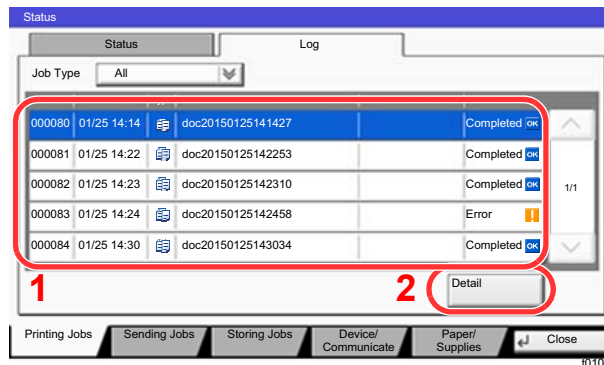 Status
Status Log
Job Type All
000080 01/25 14:14 doc20150125141427 Completed OK
000081 01/25 14:22 doc20150125142253 Completed OK
000082 01/25 14:23 doc20150125142310 Completed OK 1/1
000083 01/25 14:24 doc20150125142458 Error !
000084 01/25 14:30 doc20150125143034 Completed OK
1 2 Detail
Printing Jobs Sending Jobs Storing Jobs Device/ Paper/ Close
Communicate Supplies